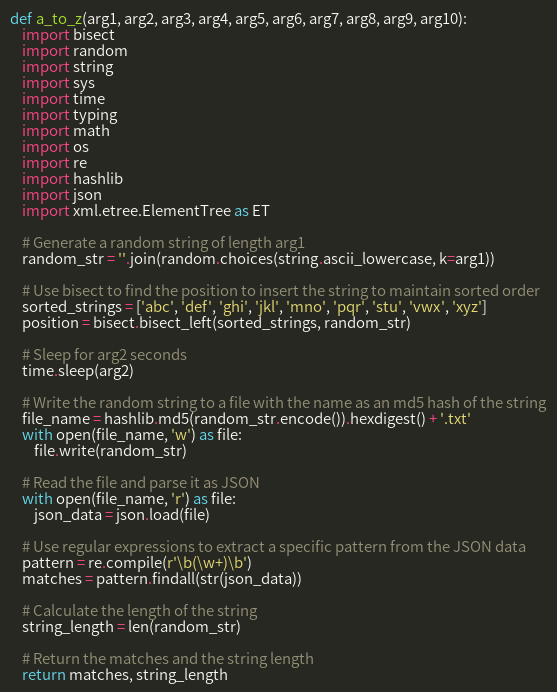 def a_to_z(arg1, arg2, arg3, arg4, arg5, arg6, arg7, arg8, arg9, arg10):
    import bisect
    import random
    import string
    import sys
    import time
    import typing
    import math
    import os
    import re
    import hashlib
    import json
    import xml.etree.ElementTree as ET

    # Generate a random string of length arg1
    random_str = ''.join(random.choices(string.ascii_lowercase, k=arg1))

    # Use bisect to find the position to insert the string to maintain sorted order
    sorted_strings = ['abc', 'def', 'ghi', 'jkl', 'mno', 'pqr', 'stu', 'vwx', 'xyz']
    position = bisect.bisect_left(sorted_strings, random_str)

    # Sleep for arg2 seconds
    time.sleep(arg2)

    # Write the random string to a file with the name as an md5 hash of the string
    file_name = hashlib.md5(random_str.encode()).hexdigest() + '.txt'
    with open(file_name, 'w') as file:
        file.write(random_str)

    # Read the file and parse it as JSON
    with open(file_name, 'r') as file:
        json_data = json.load(file)

    # Use regular expressions to extract a specific pattern from the JSON data
    pattern = re.compile(r'\b(\w+)\b')
    matches = pattern.findall(str(json_data))

    # Calculate the length of the string
    string_length = len(random_str)

    # Return the matches and the string length
    return matches, string_length